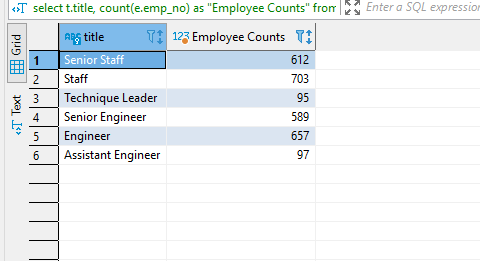 select t.title, count(e.emp_no) as "Employee Counts" from
Enter a SQL expression
Grid
Text
ABC title
123 Employee Counts
1 Senior Staff 612
2 Staff 703
3 Technique Leader 95
4 Senior Engineer 589
5 Engineer 657
6 Assistant Engineer 97